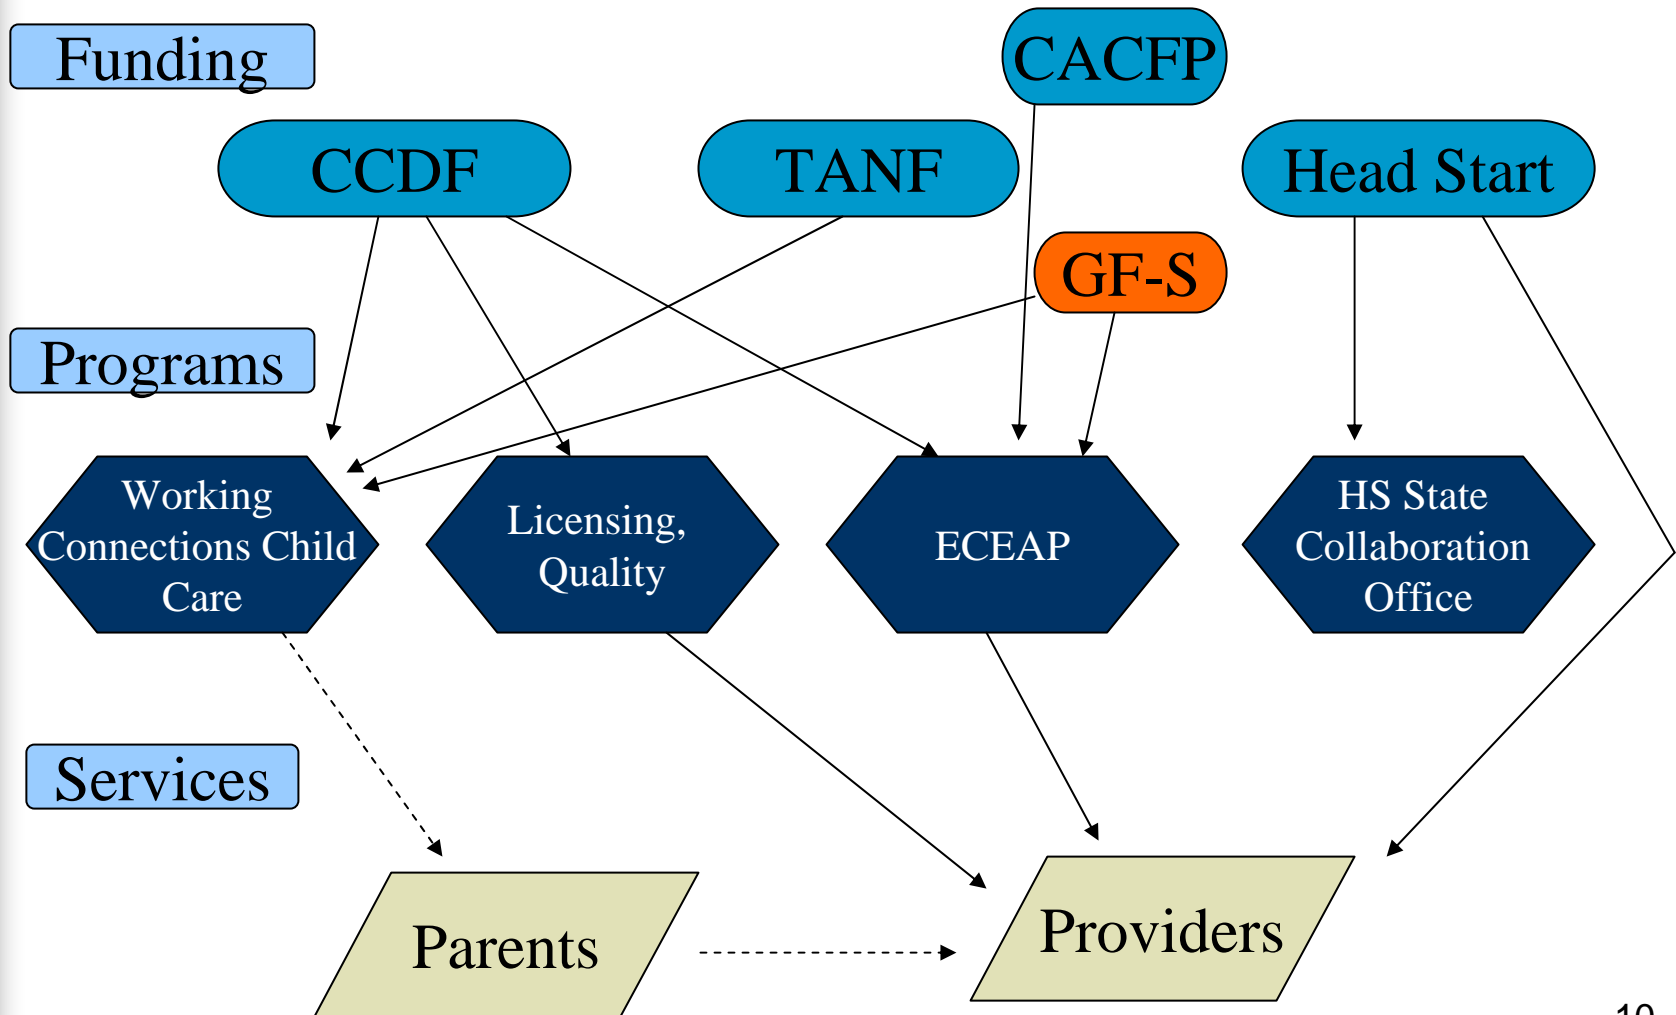 Funding
CACFP
CCDF
TANF
Head Start
GF-S
Programs
Working
Connections Child
Care
Licensing,
Quality
ECEAP
HS State
Collaboration
Office
Services
Parents
Providers
10